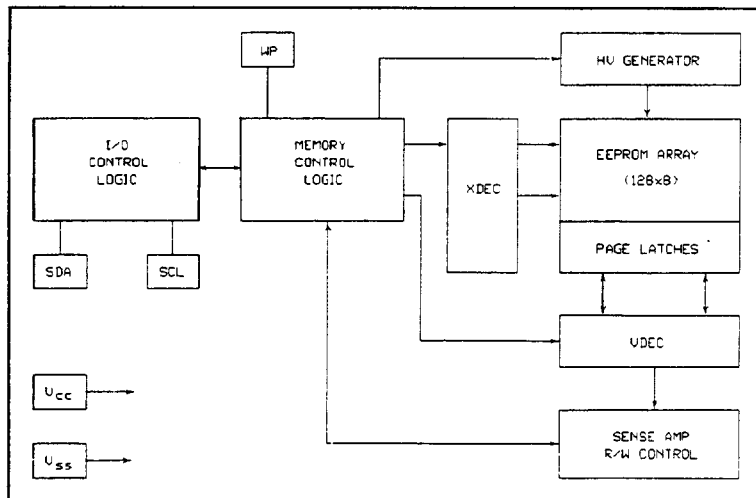 WP
HV GENERATOR
I/O
CONTROL
LOGIC
MEMORY
CONTROL
LOGIC
XDEC
EEPROM ARRAY
(128x8)
PAGE LATCHES
SDA
SCL
YDEC
Vcc
Vss
SENSE AMP
R/W CONTROL